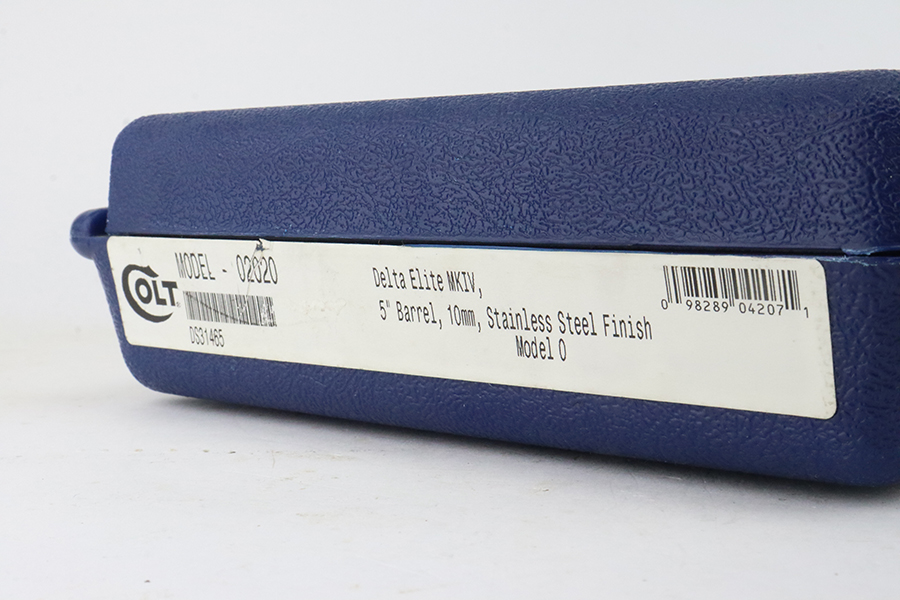 COLT
MODEL - 02020
DS31465
Delta Elite MKIV,
5" Barrel, 10mm, Stainless Steel Finish
Model O
0 98289 04207 1